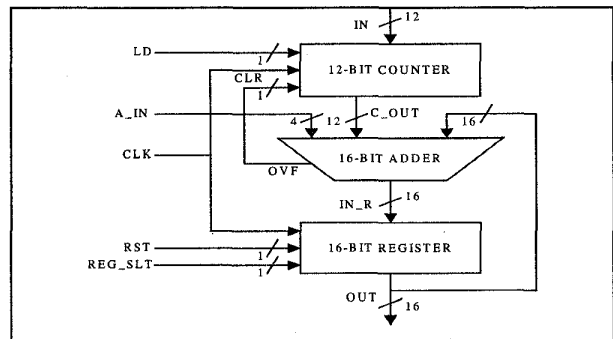 IN 12
LD 1
12-BIT COUNTER
CLR 1
A_IN 4 12 C_OUT 16
CLK
16-BIT ADDER
OVF
IN_R 16
RST 1
16-BIT REGISTER
REG_SLT 1
OUT 16